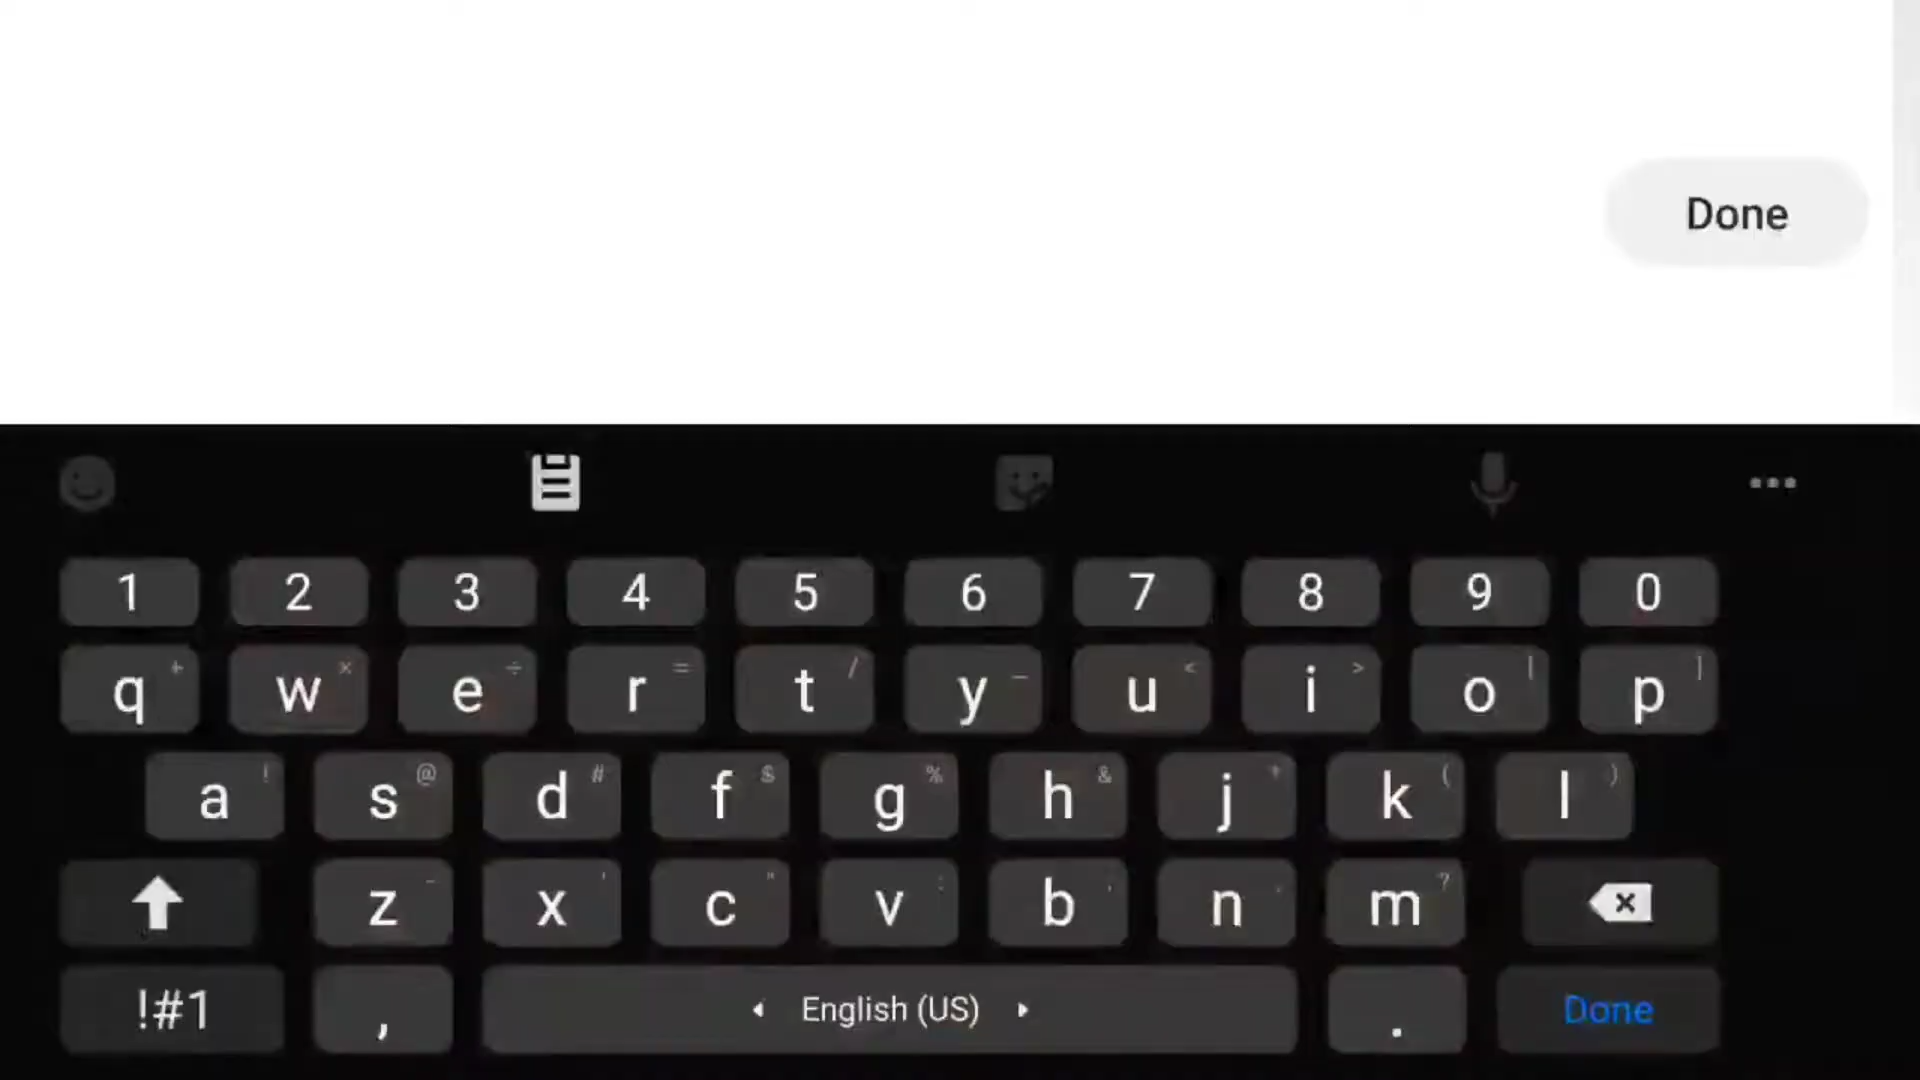 Done
1 2 3 4 5 6 7 8 9 0
q + w × e ÷ r = t / y _ u < i > o [ p ]
a ! s @ d # f $ g % h & j * k ( l )
z - x ' c " v : b ; n , m ?
!#1 , English (US) . Done